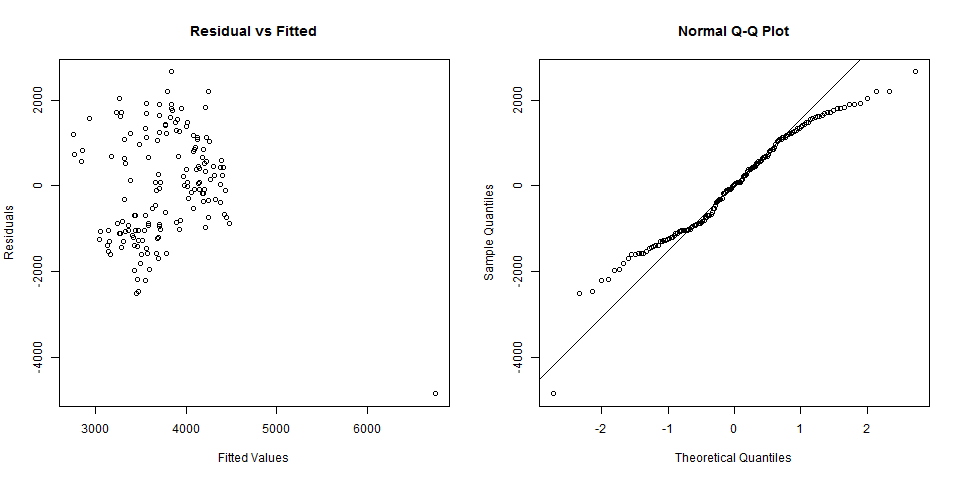 Residual vs Fitted
Residuals
2000
0
-2000
-4000
3000 4000 5000 6000
Fitted Values
Normal Q-Q Plot
Sample Quantiles
2000
0
-2000
-4000
-2 -1 0 1 2
Theoretical Quantiles